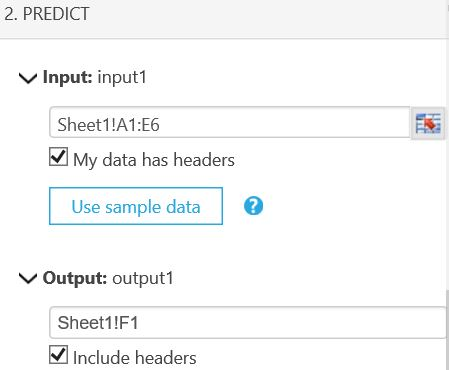 2. PREDICT
Input: input1
Sheet1!A1:E6
My data has headers
Use sample data ?
Output: output1
Sheet1!F1
Include headers